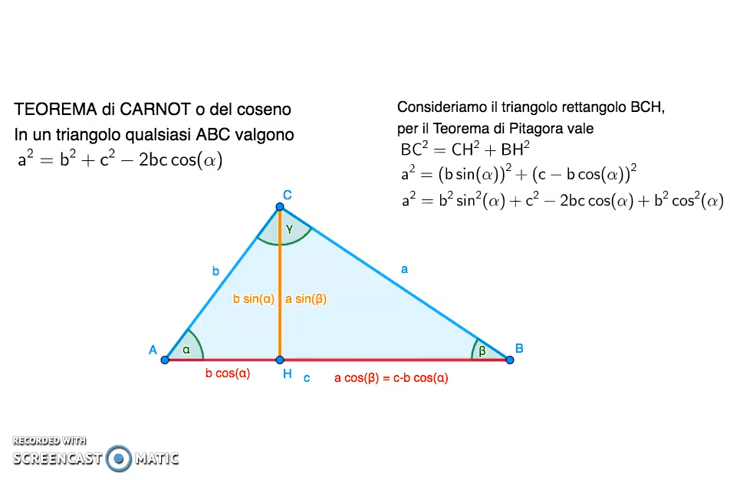 TEOREMA di CARNOT o del coseno
In un triangolo qualsiasi ABC valgono
a² = b² + c² − 2bc cos(α)
Consideriamo il triangolo rettangolo BCH,
per il Teorema di Pitagora vale
BC² = CH² + BH²
a² = (b sin(α))² + (c − b cos(α))²
a² = b² sin²(α) + c² − 2bc cos(α) + b² cos²(α)
C
γ
b
a
b sin(α) a sin(β)
A α β B
b cos(α) H c a cos(β) = c-b cos(α)
RECORDED WITH
SCREENCAST MATIC